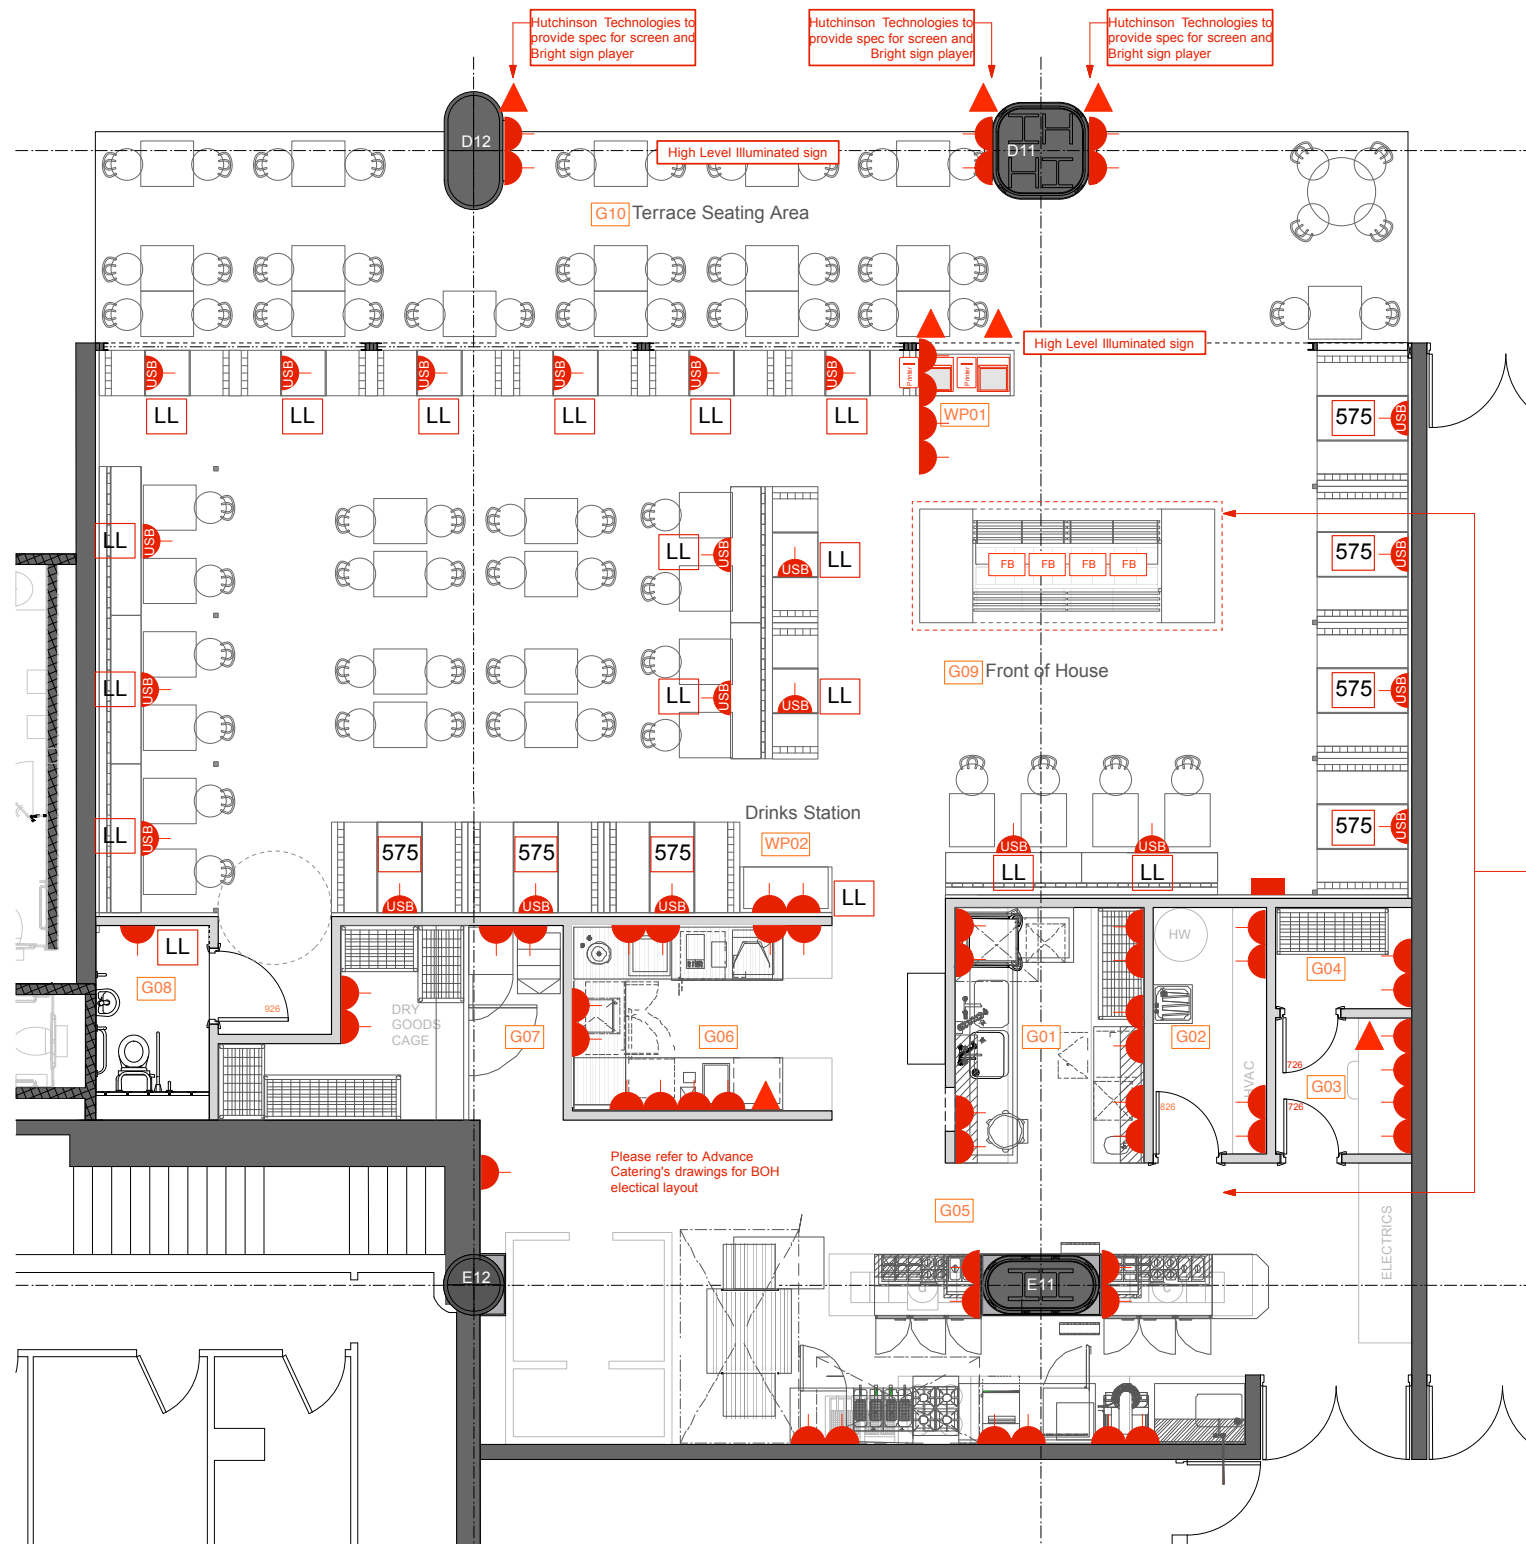 Hutchinson Technologies to
provide spec for screen and
Bright sign player
Hutchinson Technologies to
provide spec for screen and
Bright sign player
Hutchinson Technologies to
provide spec for screen and
Bright sign player
D12
D11
High Level Illuminated sign
G10 Terrace Seating Area
High Level Illuminated sign
USB
USB
USB
USB
USB
USB
Printer
Printer
LL
LL
LL
LL
LL
LL
WP01
575
USB
LL
USB
LL
USB
USB
LL
575
USB
FB
FB
FB
FB
G09 Front of House
LL
USB
LL
USB
USB
LL
575
USB
Drinks Station
LL
USB
575
575
575
WP02
USB
USB
575
USB
LL
LL
USB
USB
USB
LL
LL
HW
G08
G04
926
DRY
GOODS
CAGE
G07
G06
G01
G02
HVAC
726
G03
826
726
Please refer to Advance
Catering's drawings for BOH
electical layout
G05
ELECTRICS
E12
E11